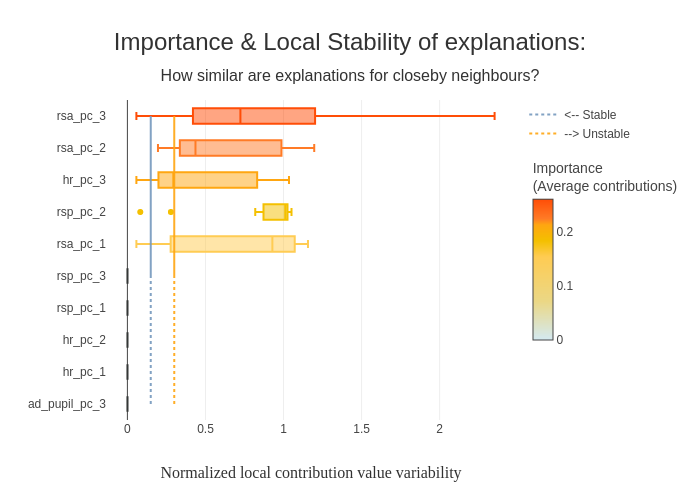 Importance & Local Stability of explanations:
How similar are explanations for closeby neighbours?
rsa_pc_3
rsa_pc_2
hr_pc_3
rsp_pc_2
rsa_pc_1
rsp_pc_3
rsp_pc_1
hr_pc_2
hr_pc_1
ad_pupil_pc_3
0
0.5
1
1.5
2
Normalized local contribution value variability
<-- Stable
--> Unstable
Importance
(Average contributions)
0.2
0.1
0